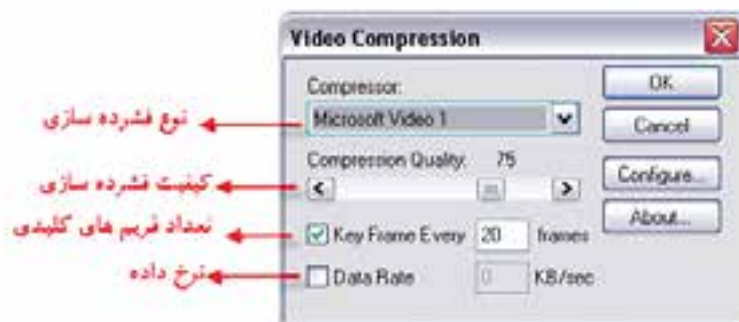 Video Compression
Compressor:
OK
نوع فشرده سازی
Microsoft Video 1
Cancel
Compression Quality: 75
Configure...
کیفیت فشرده سازی
About...
تعداد فریم های کلیدی
Key Frame Every 20 frames
نرخ داده
Data Rate 0 KB/sec